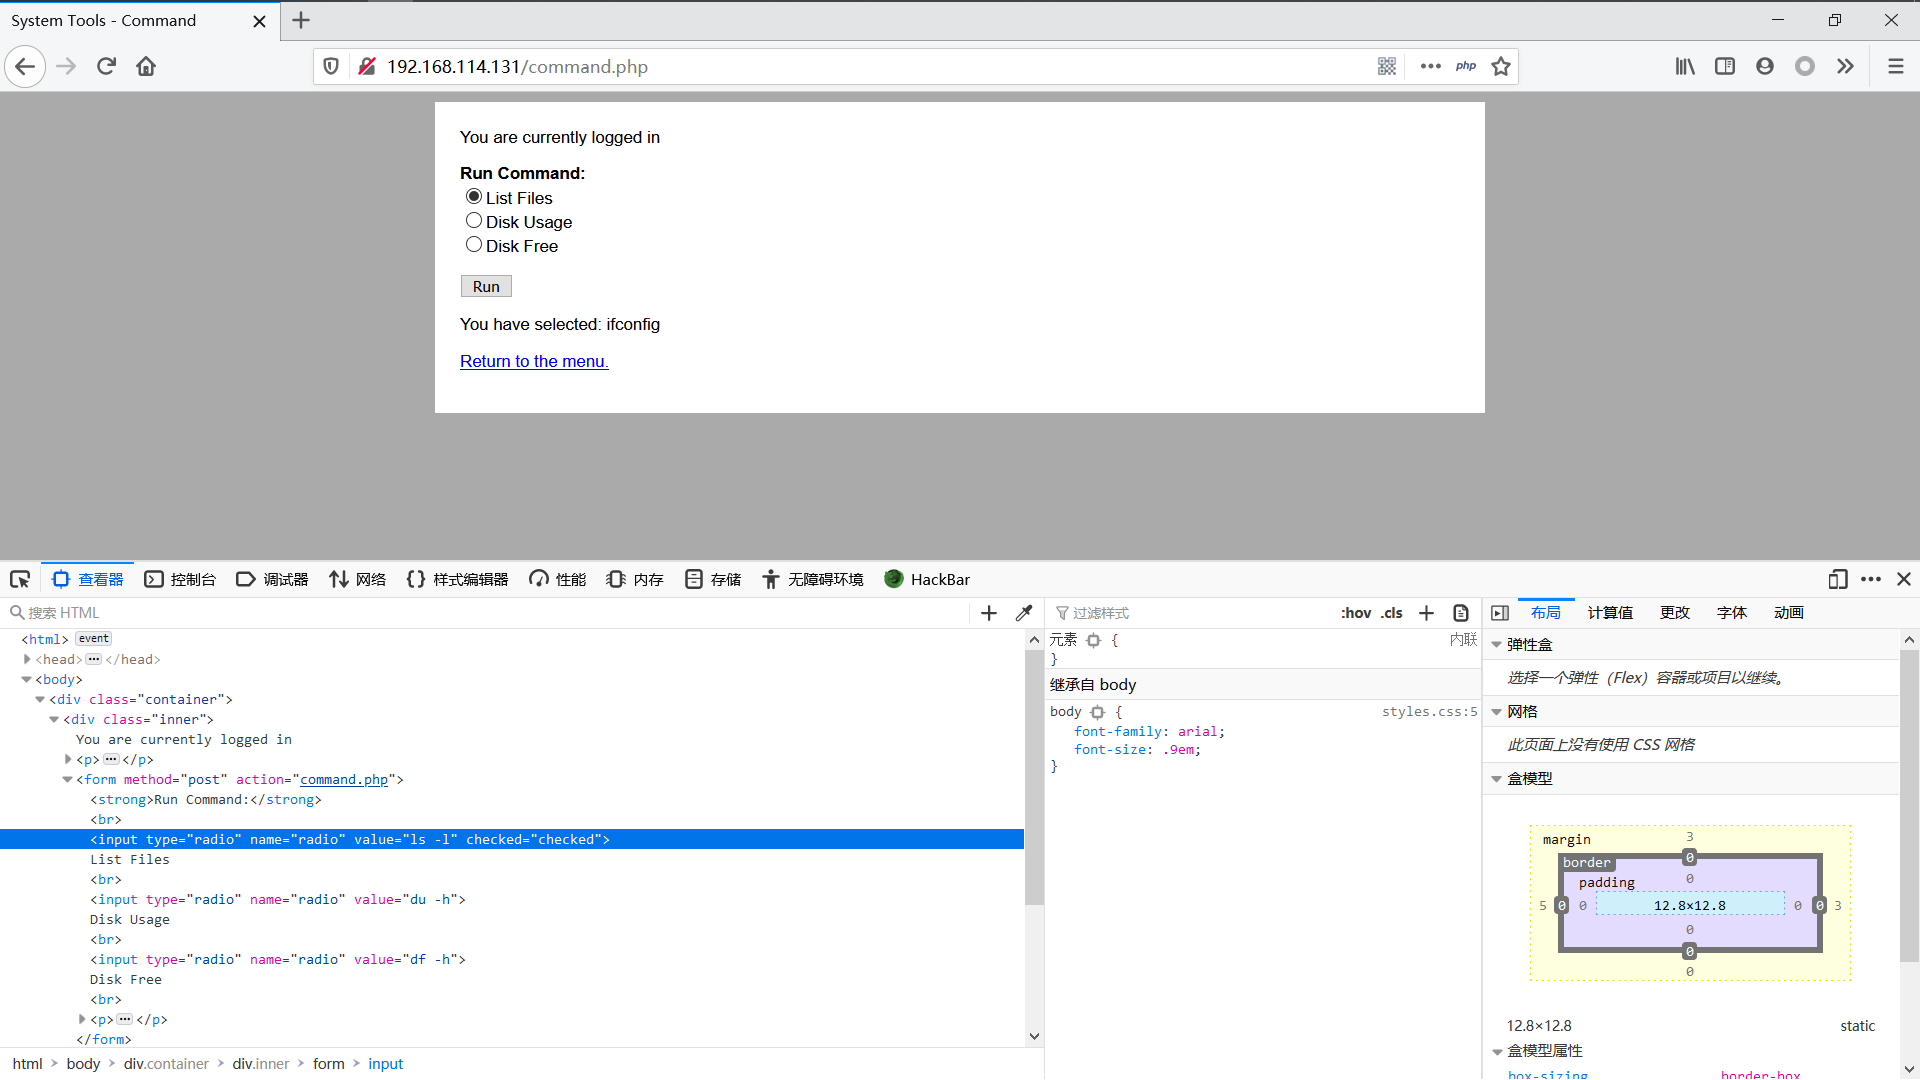 System Tools - Command
192.168.114.131/command.php
php
You are currently logged in
Run Command:
List Files
Disk Usage
Disk Free
Run
You have selected: ifconfig
Return to the menu.
查看器 控制台 调试器 网络 样式编辑器 性能 内存 存储 无障碍环境 HackBar
搜索 HTML
<html> event
<head> ••• </head>
<body>
<div class="container">
<div class="inner">
You are currently logged in
<p> ••• </p>
<form method="post" action="command.php">
<strong>Run Command:</strong>
<br>
<input type="radio" name="radio" value="ls -l" checked="checked">
List Files
<br>
<input type="radio" name="radio" value="du -h">
Disk Usage
<br>
<input type="radio" name="radio" value="df -h">
Disk Free
<br>
<p> ••• </p>
</form>
html > body > div.container > div.inner > form > input
过滤样式 :hov .cls
元素 { 内联
}
继承自 body
body { styles.css:5
font-family: arial;
font-size: .9em;
}
布局 计算值 更改 字体 动画
弹性盒
选择一个弹性（Flex）容器或项目以继续。
网格
此页面上没有使用 CSS 网格
盒模型
margin 3
border 0
padding 0
5 0 0 12.8×12.8 0 0 3
0
0
0
12.8×12.8 static
盒模型属性
box-sizing border-box